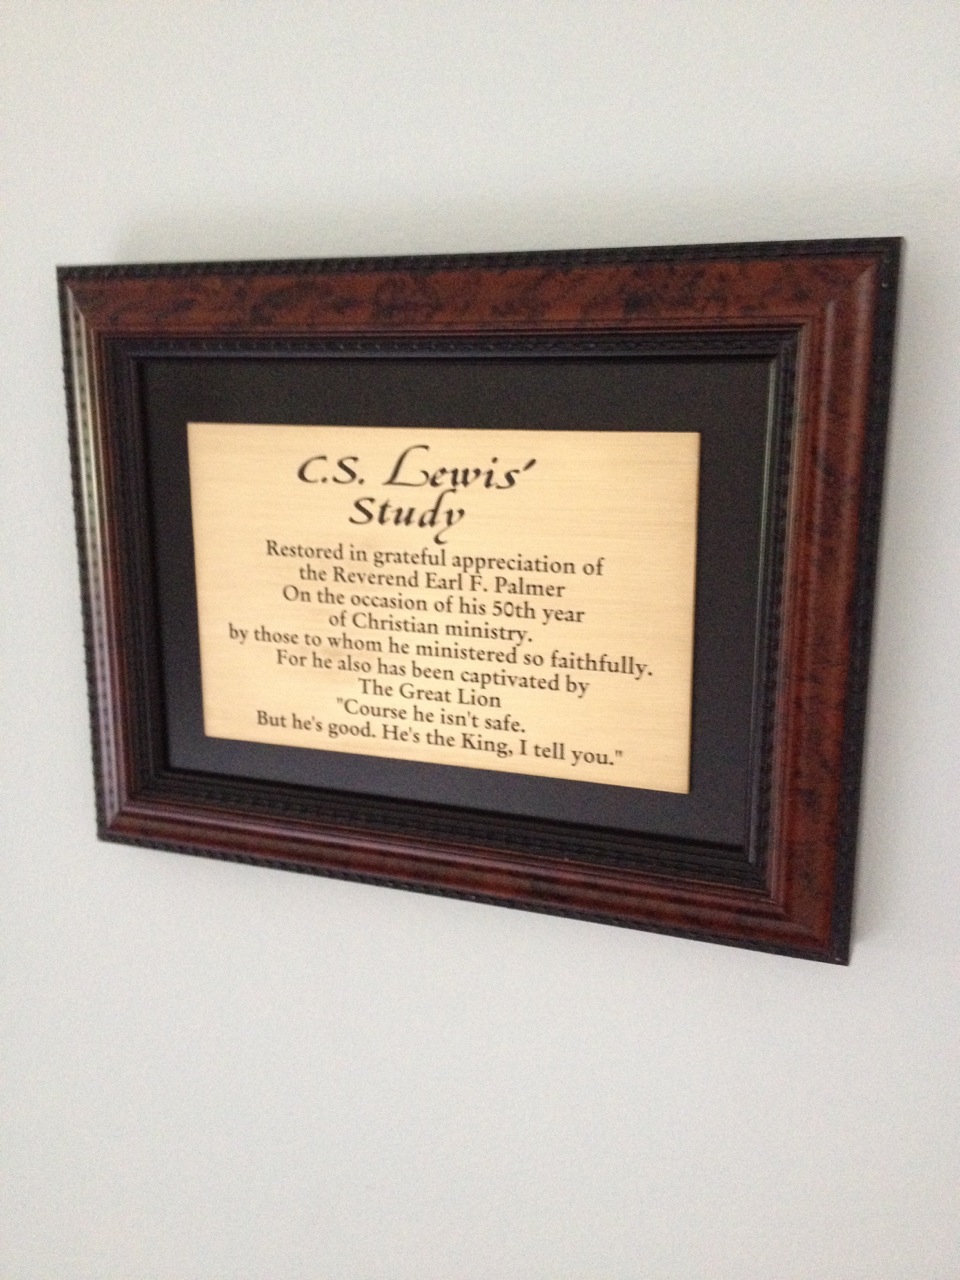 C.S. Lewis'
Study
Restored in grateful appreciation of
the Reverend Earl F. Palmer
On the occasion of his 50th year
of Christian ministry.
by those to whom he ministered so faithfully.
For he also has been captivated by
The Great Lion
"Course he isn't safe.
But he's good. He's the King, I tell you."